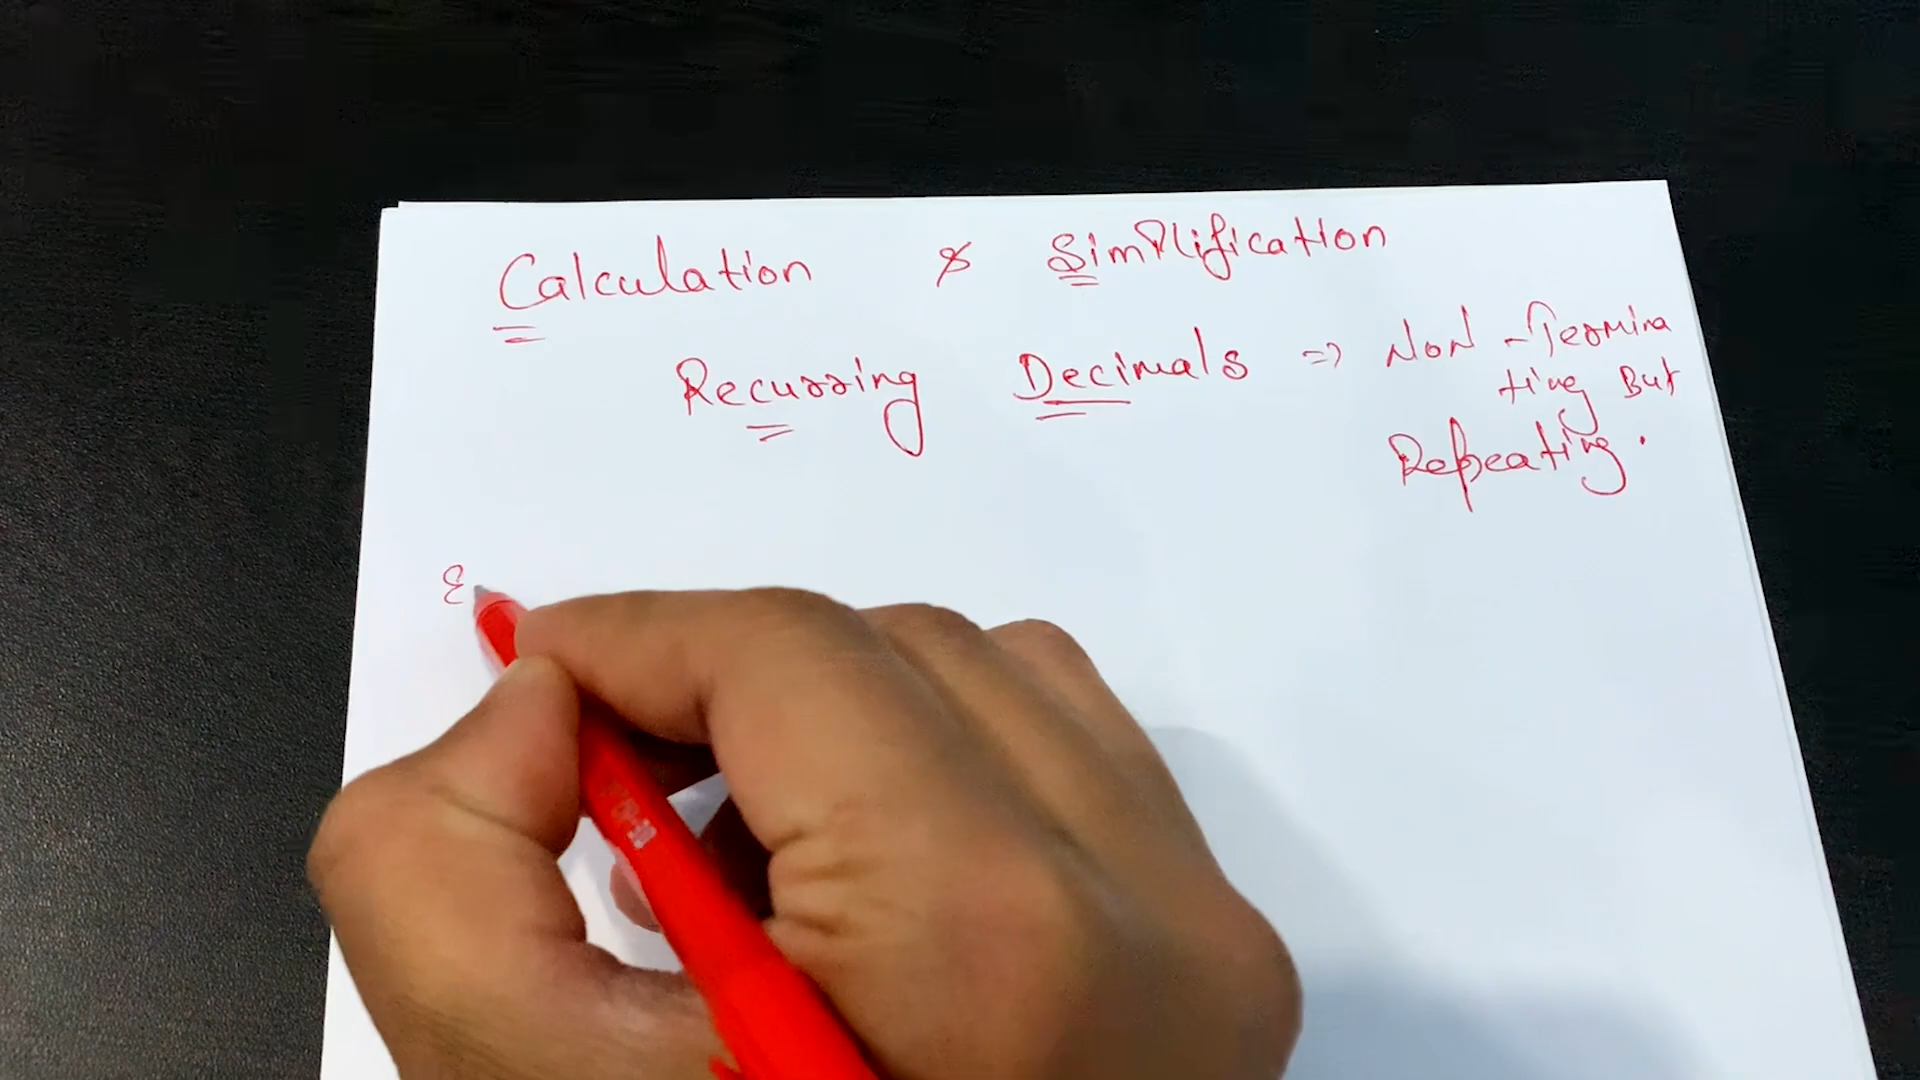 Calculation & Simplification
Recurring Decimals => Non-Termina
ting But
Repeating.
E